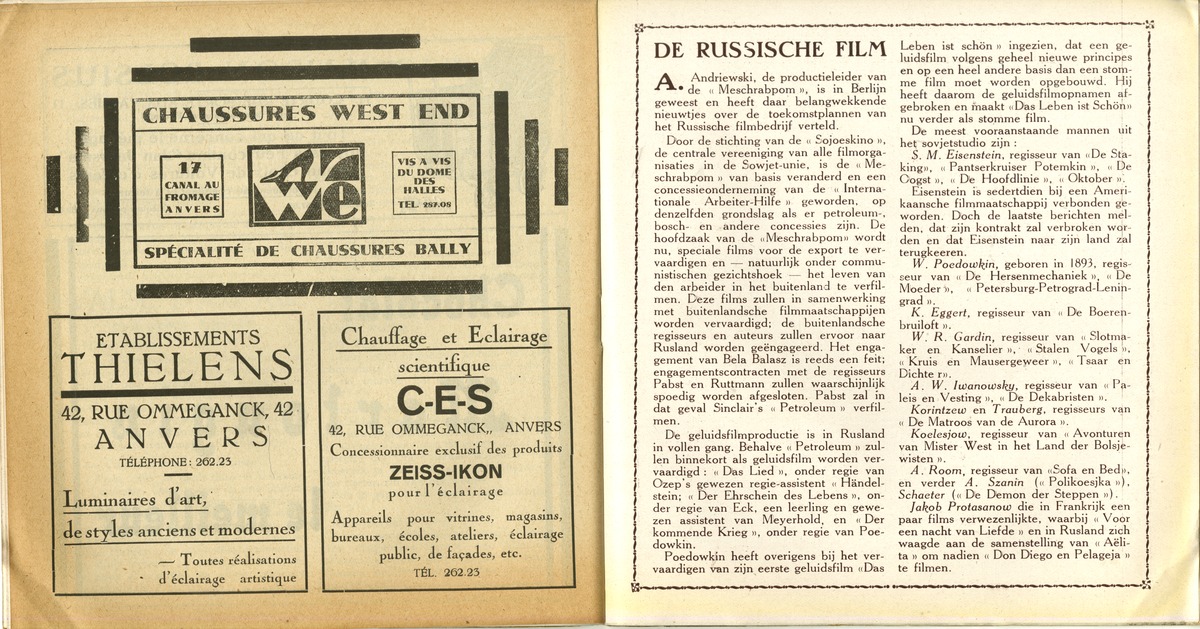 CHAUSSURES WEST END
17
CANAL AU
FROMAGE
ANVERS
We
VIS A VIS
DU DOME
DES
HALLES
TEL. 287.08
SPÉCIALITÉ DE CHAUSSURES BALLY
ETABLISSEMENTS
THIELENS
42, RUE OMMEGANCK, 42
ANVERS
TÉLÉPHONE: 262.23
Luminaires d'art,
de styles anciens et modernes
— Toutes réalisations
d'éclairage artistique
Chauffage et Eclairage
scientifique
C-E-S
42, RUE OMMEGANCK,, ANVERS
Concessionnaire exclusif des produits
ZEISS-IKON
pour l'éclairage
Appareils pour vitrines, magasins,
bureaux, écoles, ateliers, éclairage
public, de façades, etc.
TÉL. 262.23
DE RUSSISCHE FILM
A. Andriewski, de productieleider van
de « Meschrabpom », is in Berlijn
geweest en heeft daar belangwekkende
nieuwtjes over de toekomstplannen van
het Russische filmbedrijf verteld.
Door de stichting van de « Sojoeskino »,
de centrale vereeniging van alle filmorga-
nisaties in de Sowjet-unie, is de « Me-
schrabpom » van basis veranderd en een
concessieonderneming van de « Interna-
tionale Arbeiter-Hilfe » geworden, op
denzelfden grondslag als er petroleum-,
bosch- en andere concessies zijn. De
hoofdzaak van de «Meschrabpom» wordt
nu, speciale films voor de export te ver-
vaardigen en — natuurlijk onder commu-
nistischen gezichtshoek — het leven van
den arbeider in het buitenland te verfil-
men. Deze films zullen in samenwerking
met buitenlandsche filmmaatschappijen
worden vervaardigd; de buitenlandsche
regisseurs en auteurs zullen ervoor naar
Rusland worden geëngageerd. Het enga-
gement van Bela Balasz is reeds een feit;
engagementscontracten met de regisseurs
Pabst en Ruttmann zullen waarschijnlijk
spoedig worden afgesloten. Pabst zal in
dat geval Sinclair's « Petroleum » verfil-
men.
De geluidsfilmproductie is in Rusland
in vollen gang. Behalve « Petroleum » zul-
len binnekort als geluidsfilm worden ver-
vaardigd : « Das Lied », onder regie van
Ozep's gewezen regie-assistent « Händel-
stein; « Der Ehrschein des Lebens », on-
der regie van Eck, een leerling en gewe-
zen assistent van Meyerhold, en « Der
kommende Krieg », onder regie van Poe-
dowkin.
Poedowkin heeft overigens bij het ver-
vaardigen van zijn eerste geluidsfilm «Das
Leben ist schön » ingezien, dat een ge-
luidsfilm volgens geheel nieuwe principes
en op een heel andere basis dan een stom-
me film moet worden opgebouwd. Hij
heeft daarom de geluidsfilmopnamen af-
gebroken en maakt «Das Leben ist Schön»
nu verder als stomme film.
De meest vooraanstaande mannen uit
het sovjetstudio zijn :
S. M. Eisenstein, regisseur van «De Sta-
king», « Pantserkruiser Potemkin », « De
Oogst », « De Hoofdlinie », « Oktober ».
Eisenstein is sedertdien bij een Ameri-
kaansche filmmaatschappij verbonden ge-
worden. Doch de laatste berichten mel-
den, dat zijn kontrakt zal verbroken wor-
den en dat Eisenstein naar zijn land zal
terugkeeren.
W. Poedowkin, geboren in 1893, regis-
seur van « De Hersenmechaniek », « De
Moeder », « Petersburg-Petrograd-Lenin-
grad ».
K. Eggert, regisseur van « De Boeren-
bruiloft ».
W. R. Gardin, regisseur van « Slotma-
ker en Kanselier », « Stalen Vogels »,
« Kruis en Mausergeweer », « Tsaar en
Dichte r».
A. W. Iwanowsky, regisseur van « Pa-
leis en Vesting », « De Dekabristen ».
Korintzew en Trauberg, regisseurs van
« De Matroos van de Aurora ».
Koelesjow, regisseur van « Avonturen
van Mister West in het Land der Bolsje-
wisten ».
A. Room, regisseur van «Sofa en Bed»,
en verder A. Szanin (« Polikoesjka »),
Schaeter (« De Demon der Steppen »).
Jakob Protasanow die in Frankrijk een
paar films verwezenlijkte, waarbij « Voor
een nacht van Liefde » en in Rusland zich
waagde aan de samenstelling van « Aëli-
ta » om nadien « Don Diego en Pelageja »
te filmen.